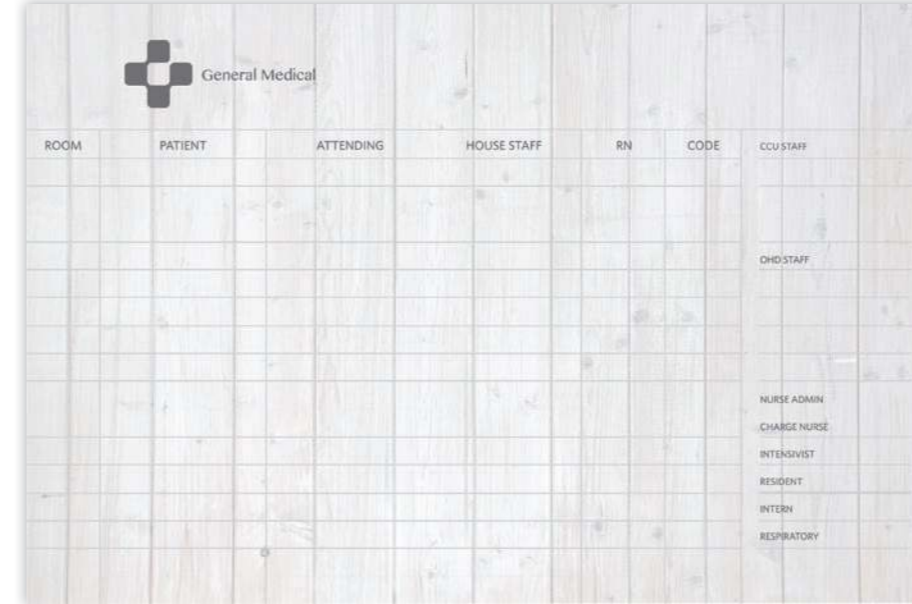 General Medical
ROOM PATIENT ATTENDING HOUSE STAFF RN CODE CCU STAFF
OHD STAFF
NURSE ADMIN
CHARGE NURSE
INTENSIVIST
RESIDENT
INTERN
RESPIRATORY